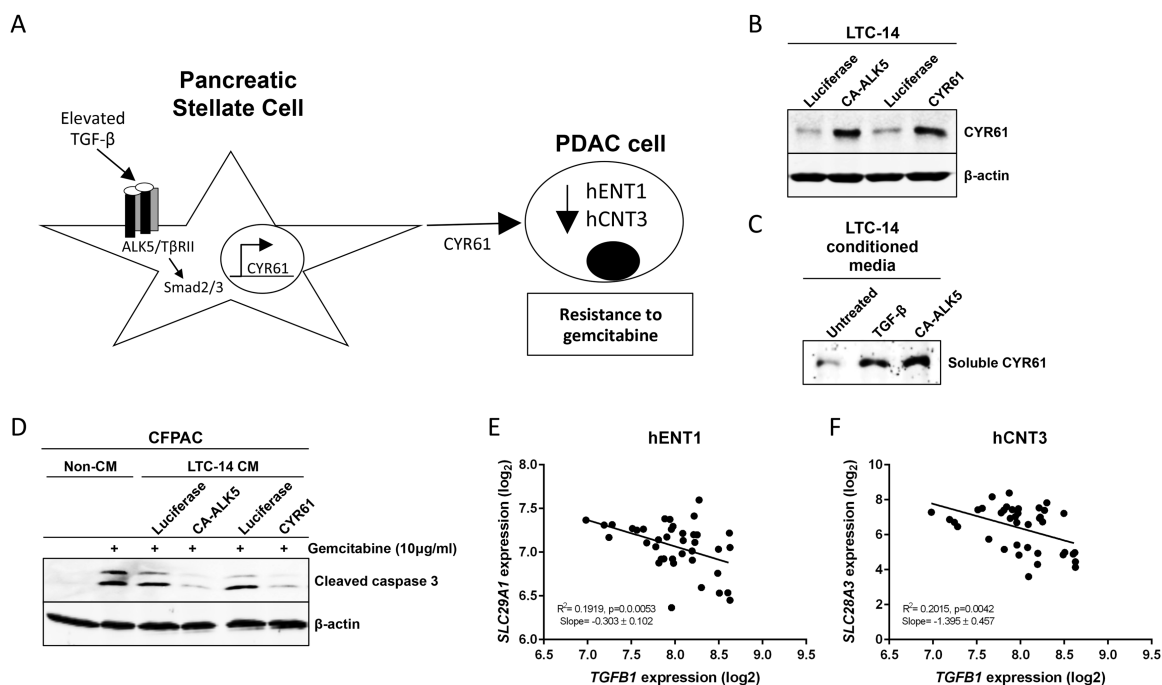 A
Pancreatic
Stellate Cell
Elevated
TGF-β
ALK5/TβRII
Smad2/3
CYR61
CYR61
PDAC cell
hENT1
hCNT3
Resistance to
gemcitabine
B
LTC-14
Luciferase
CA-ALK5
Luciferase
CYR61
CYR61
β-actin
C
LTC-14
conditioned
media
Untreated
TGF-β
CA-ALK5
Soluble CYR61
D
CFPAC
Non-CM
LTC-14 CM
Luciferase
CA-ALK5
Luciferase
CYR61
+ + + + + Gemcitabine (10μg/ml)
Cleaved caspase 3
β-actin
E
hENT1
SLC29A1 expression (log2)
8.0
7.5
7.0
6.5
6.0
R2= 0.1919, p=0.0.0053
Slope= -0.303 ± 0.102
6.5 7.0 7.5 8.0 8.5 9.0 9.5
TGFB1 expression (log2)
F
hCNT3
SLC28A3 expression (log2)
10
8
6
4
2
0
R2= 0.2015, p=0.0042
Slope= -1.395 ± 0.457
6.5 7.0 7.5 8.0 8.5 9.0 9.5
TGFB1 expression (log2)